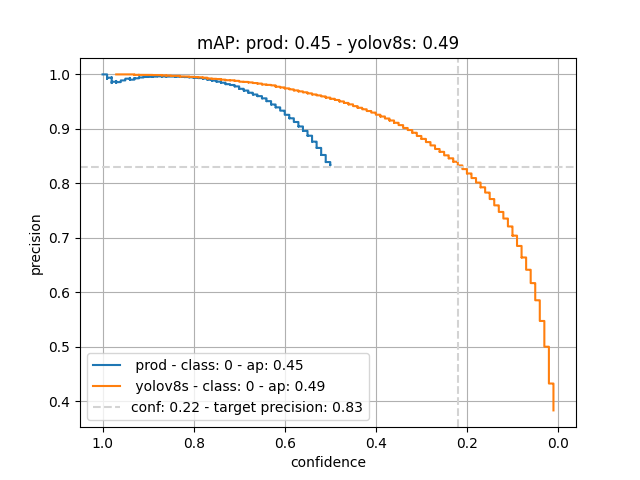 mAP: prod: 0.45 - yolov8s: 0.49
1.0
0.9
0.8
0.7
0.6
0.5
0.4
precision
prod - class: 0 - ap: 0.45
yolov8s - class: 0 - ap: 0.49
conf: 0.22 - target precision: 0.83
1.0 0.8 0.6 0.4 0.2 0.0
confidence